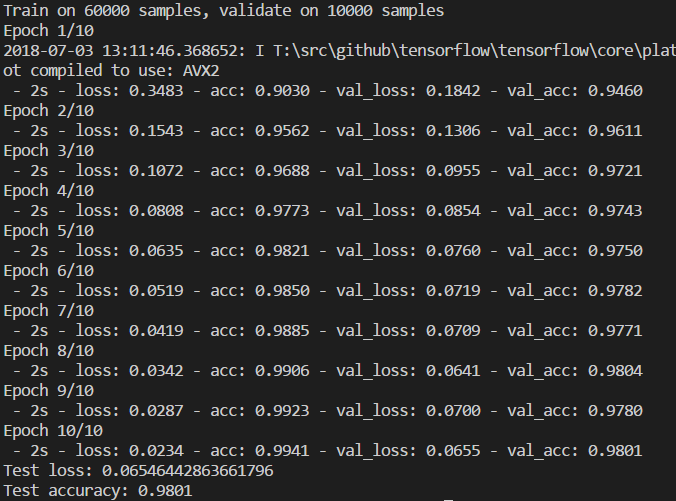 Train on 60000 samples, validate on 10000 samples
Epoch 1/10
2018-07-03 13:11:46.368652: I T:\src\github\tensorflow\tensorflow\core\plat
ot compiled to use: AVX2
 - 2s - loss: 0.3483 - acc: 0.9030 - val_loss: 0.1842 - val_acc: 0.9460
Epoch 2/10
 - 2s - loss: 0.1543 - acc: 0.9562 - val_loss: 0.1306 - val_acc: 0.9611
Epoch 3/10
 - 2s - loss: 0.1072 - acc: 0.9688 - val_loss: 0.0955 - val_acc: 0.9721
Epoch 4/10
 - 2s - loss: 0.0808 - acc: 0.9773 - val_loss: 0.0854 - val_acc: 0.9743
Epoch 5/10
 - 2s - loss: 0.0635 - acc: 0.9821 - val_loss: 0.0760 - val_acc: 0.9750
Epoch 6/10
 - 2s - loss: 0.0519 - acc: 0.9850 - val_loss: 0.0719 - val_acc: 0.9782
Epoch 7/10
 - 2s - loss: 0.0419 - acc: 0.9885 - val_loss: 0.0709 - val_acc: 0.9771
Epoch 8/10
 - 2s - loss: 0.0342 - acc: 0.9906 - val_loss: 0.0641 - val_acc: 0.9804
Epoch 9/10
 - 2s - loss: 0.0287 - acc: 0.9923 - val_loss: 0.0700 - val_acc: 0.9780
Epoch 10/10
 - 2s - loss: 0.0234 - acc: 0.9941 - val_loss: 0.0655 - val_acc: 0.9801
Test loss: 0.06546442863661796
Test accuracy: 0.9801